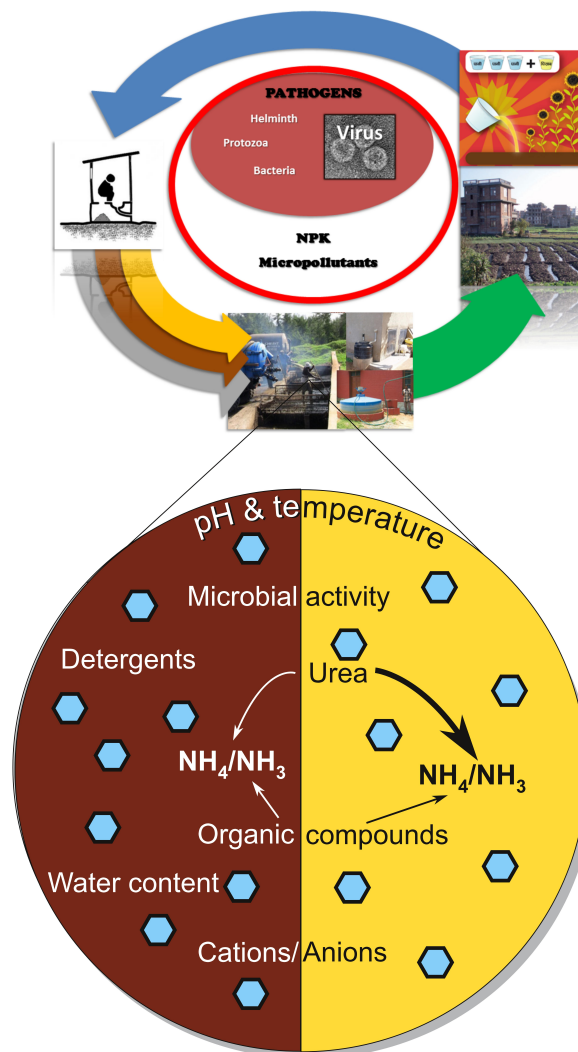 PATHOGENS
Helminth
Virus
Protozoa
Bacteria
NPK
Micropollutants
+
pH & temperature
Microbial activity
Detergents
Urea
NH4/NH3
NH4/NH3
Organic compounds
Water content
Cations/Anions